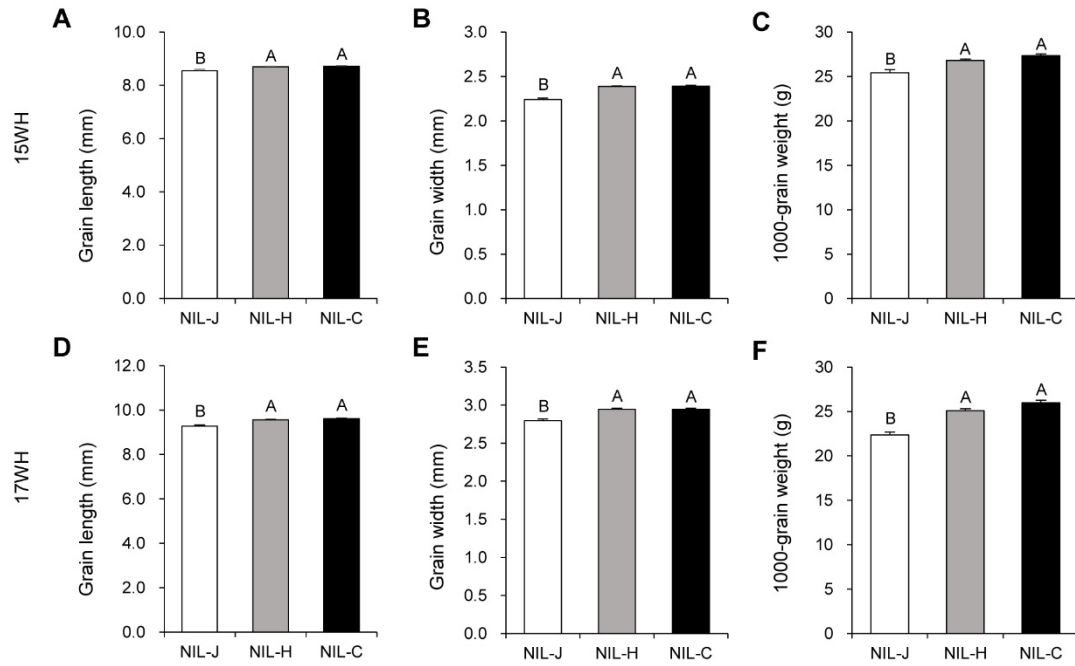 A
B
C
15WH
Grain length (mm)
10.0
8.0
6.0
4.0
2.0
0.0
B
A
A
NIL-J NIL-H NIL-C
Grain width (mm)
3.0
2.5
2.0
1.5
1.0
0.5
0.0
B
A
A
NIL-J NIL-H NIL-C
1000-grain weight (g)
30
25
20
15
10
5
0
B
A
A
NIL-J NIL-H NIL-C
D
E
F
17WH
Grain length (mm)
12.0
10.0
8.0
6.0
4.0
2.0
0.0
B
A
A
NIL-J NIL-H NIL-C
Grain width (mm)
3.5
3.0
2.5
2.0
1.5
1.0
0.5
0.0
B
A
A
NIL-J NIL-H NIL-C
1000-grain weight (g)
30
25
20
15
10
5
0
B
A
A
NIL-J NIL-H NIL-C